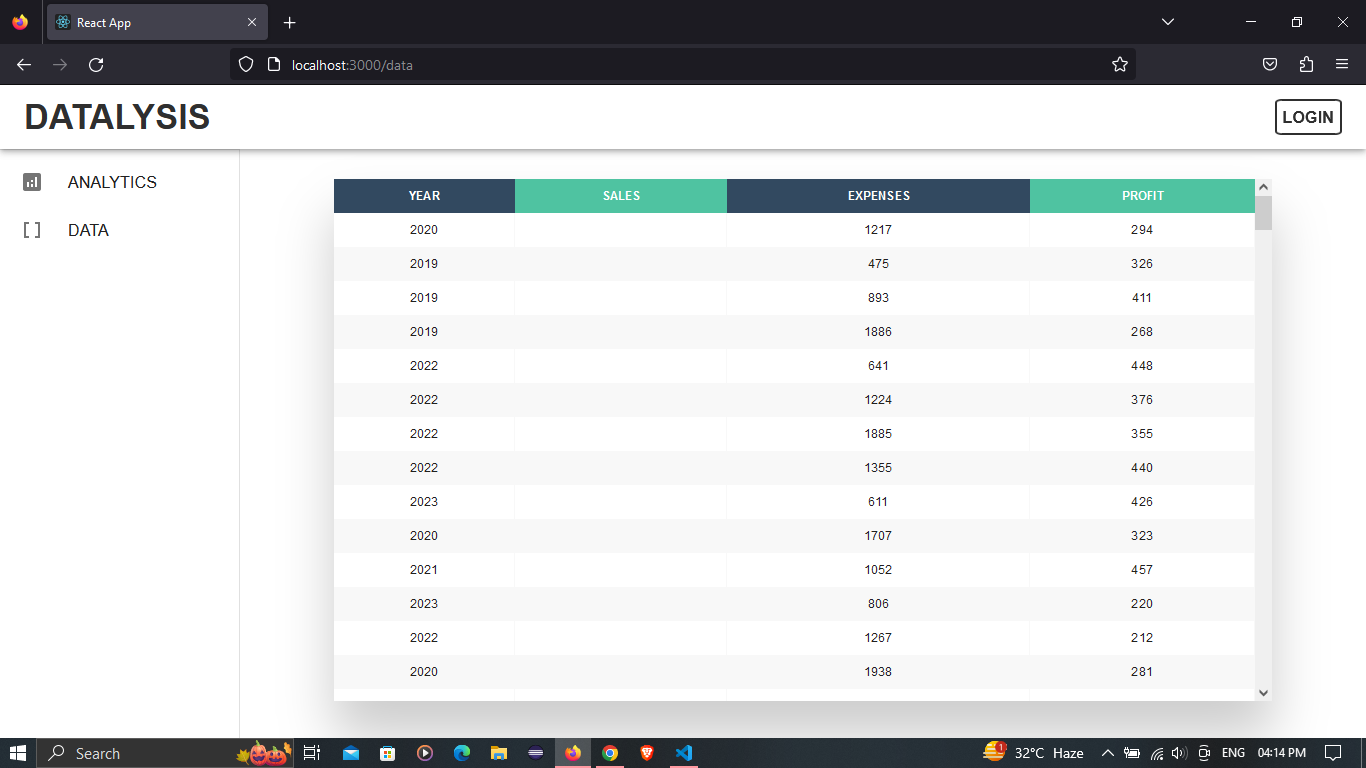 React App
localhost:3000/data
DATALYSIS LOGIN
ANALYTICS
DATA
YEAR SALES EXPENSES PROFIT
2020 1217 294
2019 475 326
2019 893 411
2019 1886 268
2022 641 448
2022 1224 376
2022 1885 355
2022 1355 440
2023 611 426
2020 1707 323
2021 1052 457
2023 806 220
2022 1267 212
2020 1938 281
Search 1 32°C Haze ENG 04:14 PM